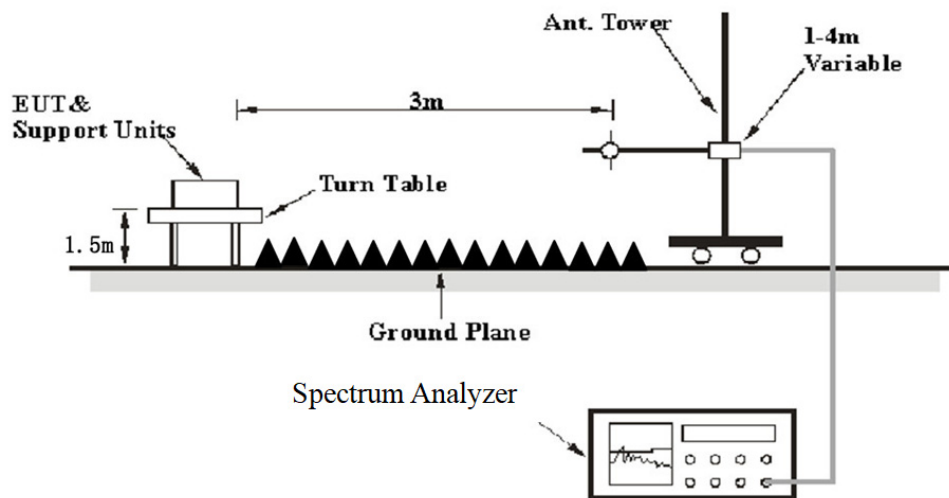 Ant. Tower
1-4m
Variable
EUT&
Support Units
3m
Turn Table
1.5m
Ground Plane
Spectrum Analyzer